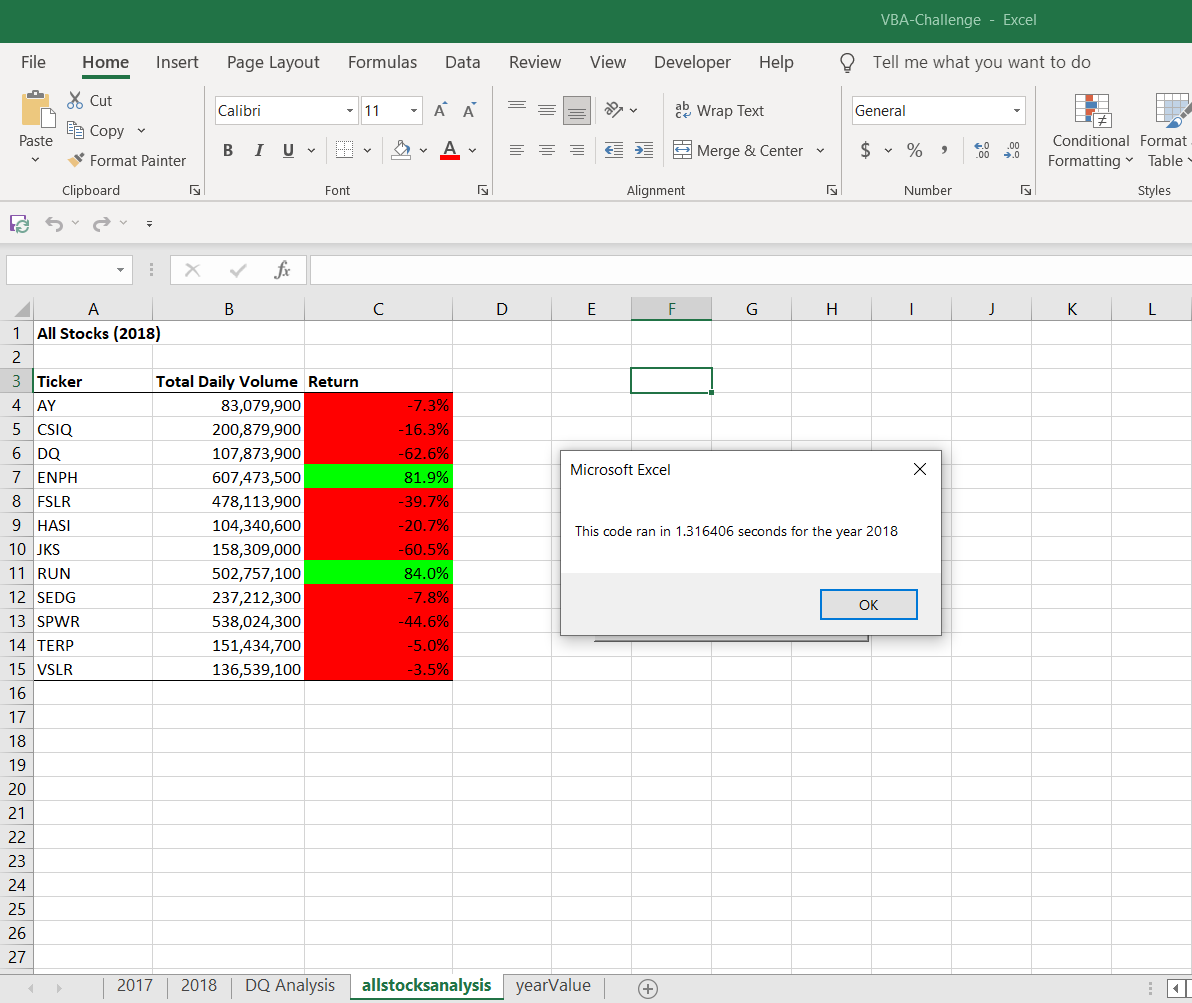 VBA-Challenge - Excel
File Home Insert Page Layout Formulas Data Review View Developer Help Tell me what you want to do
Paste
Cut
Copy
Format Painter
Clipboard
Calibri 11
B I U A
Font
Wrap Text
Merge & Center
Alignment
General
$ % ,
Number
Conditional
Formatting
Format
Table
Styles
fx
A B C D E F G H I J K L
1 All Stocks (2018)
2
3 Ticker Total Daily Volume Return
4 AY 83,079,900 -7.3%
5 CSIQ 200,879,900 -16.3%
6 DQ 107,873,900 -62.6%
7 ENPH 607,473,500 81.9%
8 FSLR 478,113,900 -39.7%
9 HASI 104,340,600 -20.7%
10 JKS 158,309,000 -60.5%
11 RUN 502,757,100 84.0%
12 SEDG 237,212,300 -7.8%
13 SPWR 538,024,300 -44.6%
14 TERP 151,434,700 -5.0%
15 VSLR 136,539,100 -3.5%
16
17
18
19
20
21
22
23
24
25
26
27
Microsoft Excel
This code ran in 1.316406 seconds for the year 2018
OK
2017 2018 DQ Analysis allstocksanalysis yearValue